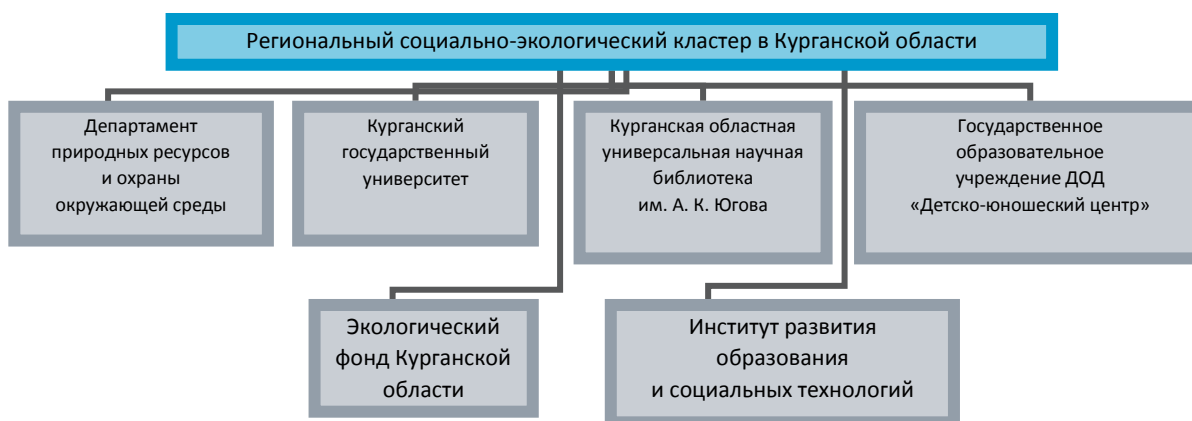 Региональный социально-экологический кластер в Курганской области
Департамент
природных ресурсов
и охраны
окружающей среды
Курганский
государственный
университет
Курганская областная
универсальная научная
библиотека
им. А. К. Югова
Государственное
образовательное
учреждение ДОД
«Детско-юношеский центр»
Экологический
фонд Курганской
области
Институт развития
образования
и социальных технологий